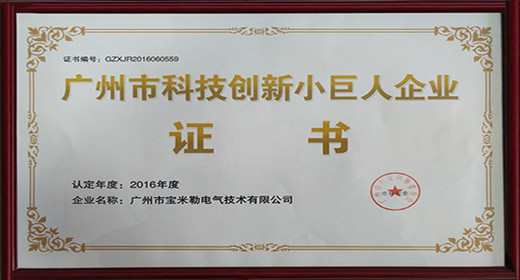 证书编号：GZXJR2016060559
广州市科技创新小巨人企业
证 书
认定年度：2016年度
企业名称：广州市宝米勒电气技术有限公司